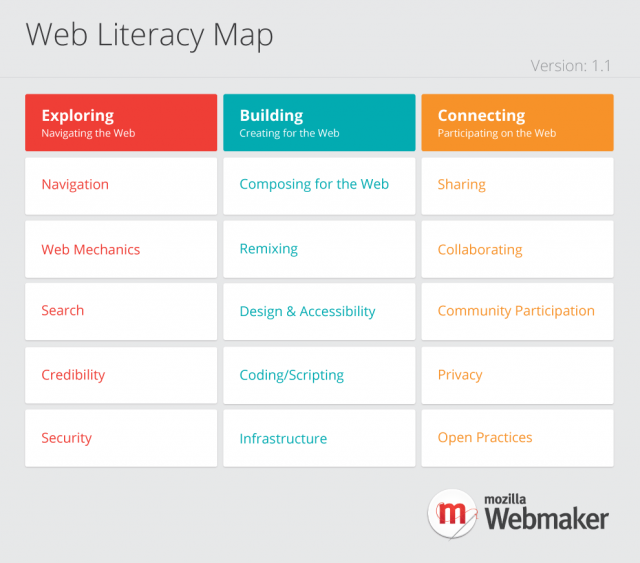 Web Literacy Map
Version: 1.1
Exploring
Navigating the Web
Building
Creating for the Web
Connecting
Participating on the Web
Navigation
Composing for the Web
Sharing
Web Mechanics
Remixing
Collaborating
Search
Design & Accessibility
Community Participation
Credibility
Coding/Scripting
Privacy
Security
Infrastructure
Open Practices
m
mozilla
Webmaker